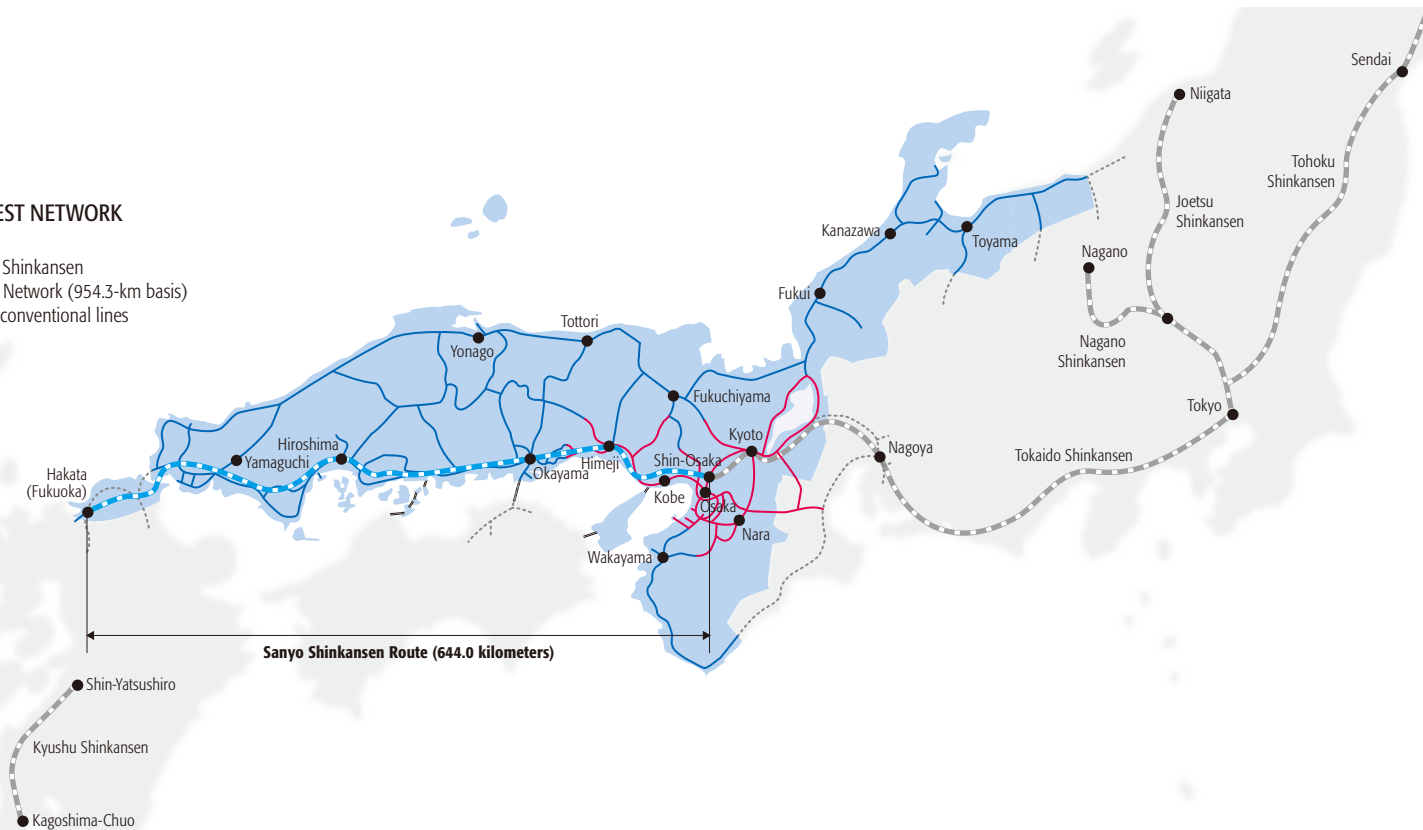 EST NETWORK
Shinkansen
Network (954.3-km basis)
conventional lines
Sendai
Niigata
Tohoku
Shinkansen
Joetsu
Shinkansen
Kanazawa
Toyama
Nagano
Fukui
Tottori
Yonago
Nagano
Shinkansen
Fukuchiyama
Tokyo
Kyoto
Hiroshima
Yamaguchi
Nagoya
Tokaido Shinkansen
Shin-Osaka
Himeji
Okayama
Hakata
(Fukuoka)
Kobe
Osaka
Nara
Wakayama
Sanyo Shinkansen Route (644.0 kilometers)
Shin-Yatsushiro
Kyushu Shinkansen
Kagoshima-Chuo